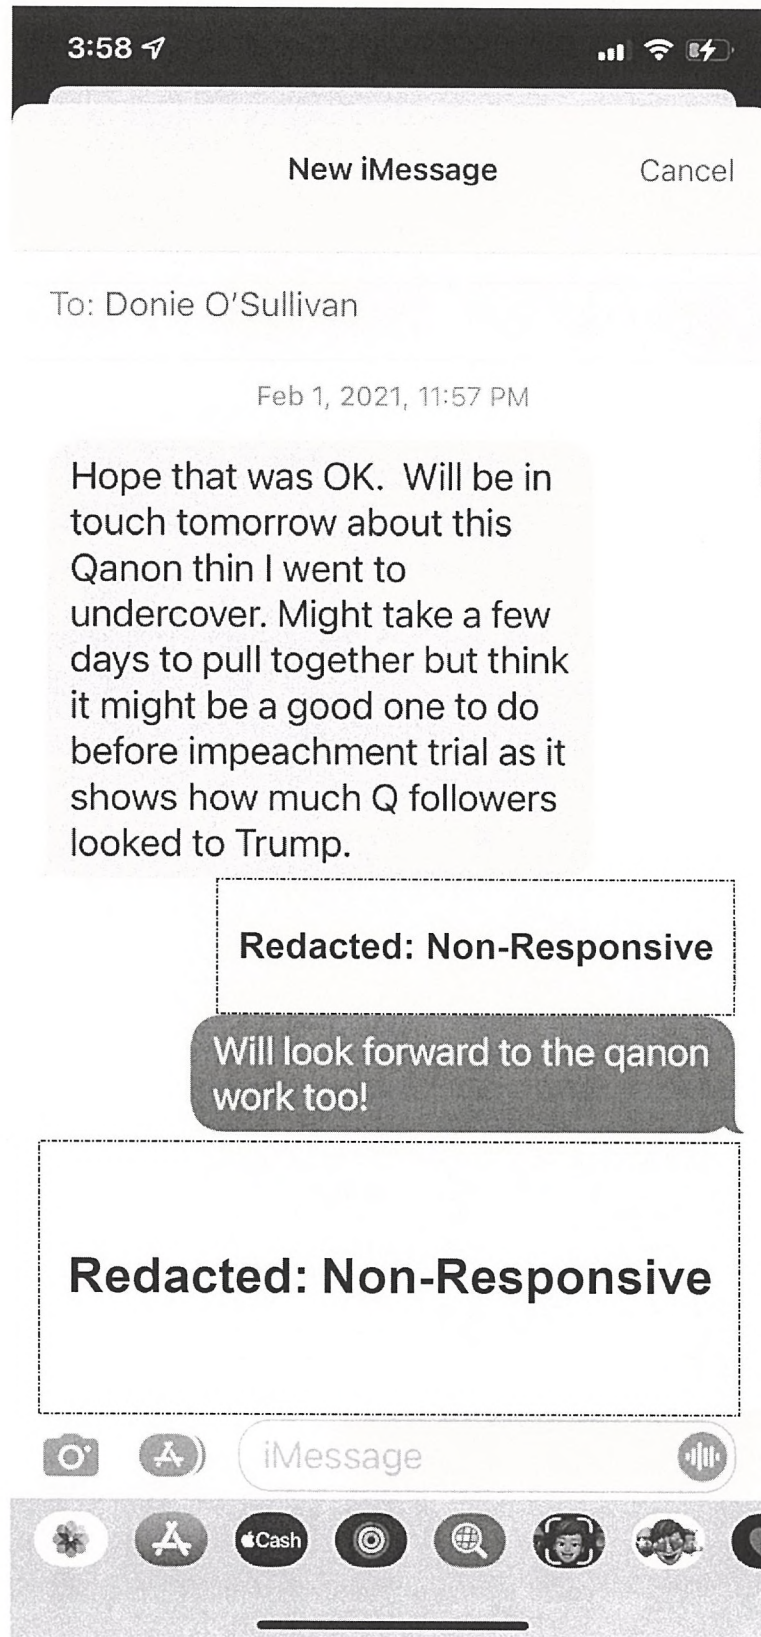 3:58
New iMessage
Cancel
To: Donie O'Sullivan
Feb 1, 2021, 11:57 PM
Hope that was OK.  Will be in
touch tomorrow about this
Qanon thin I went to
undercover. Might take a few
days to pull together but think
it might be a good one to do
before impeachment trial as it
shows how much Q followers
looked to Trump.
Redacted: Non-Responsive
Will look forward to the qanon
work too!
Redacted: Non-Responsive
iMessage
Cash